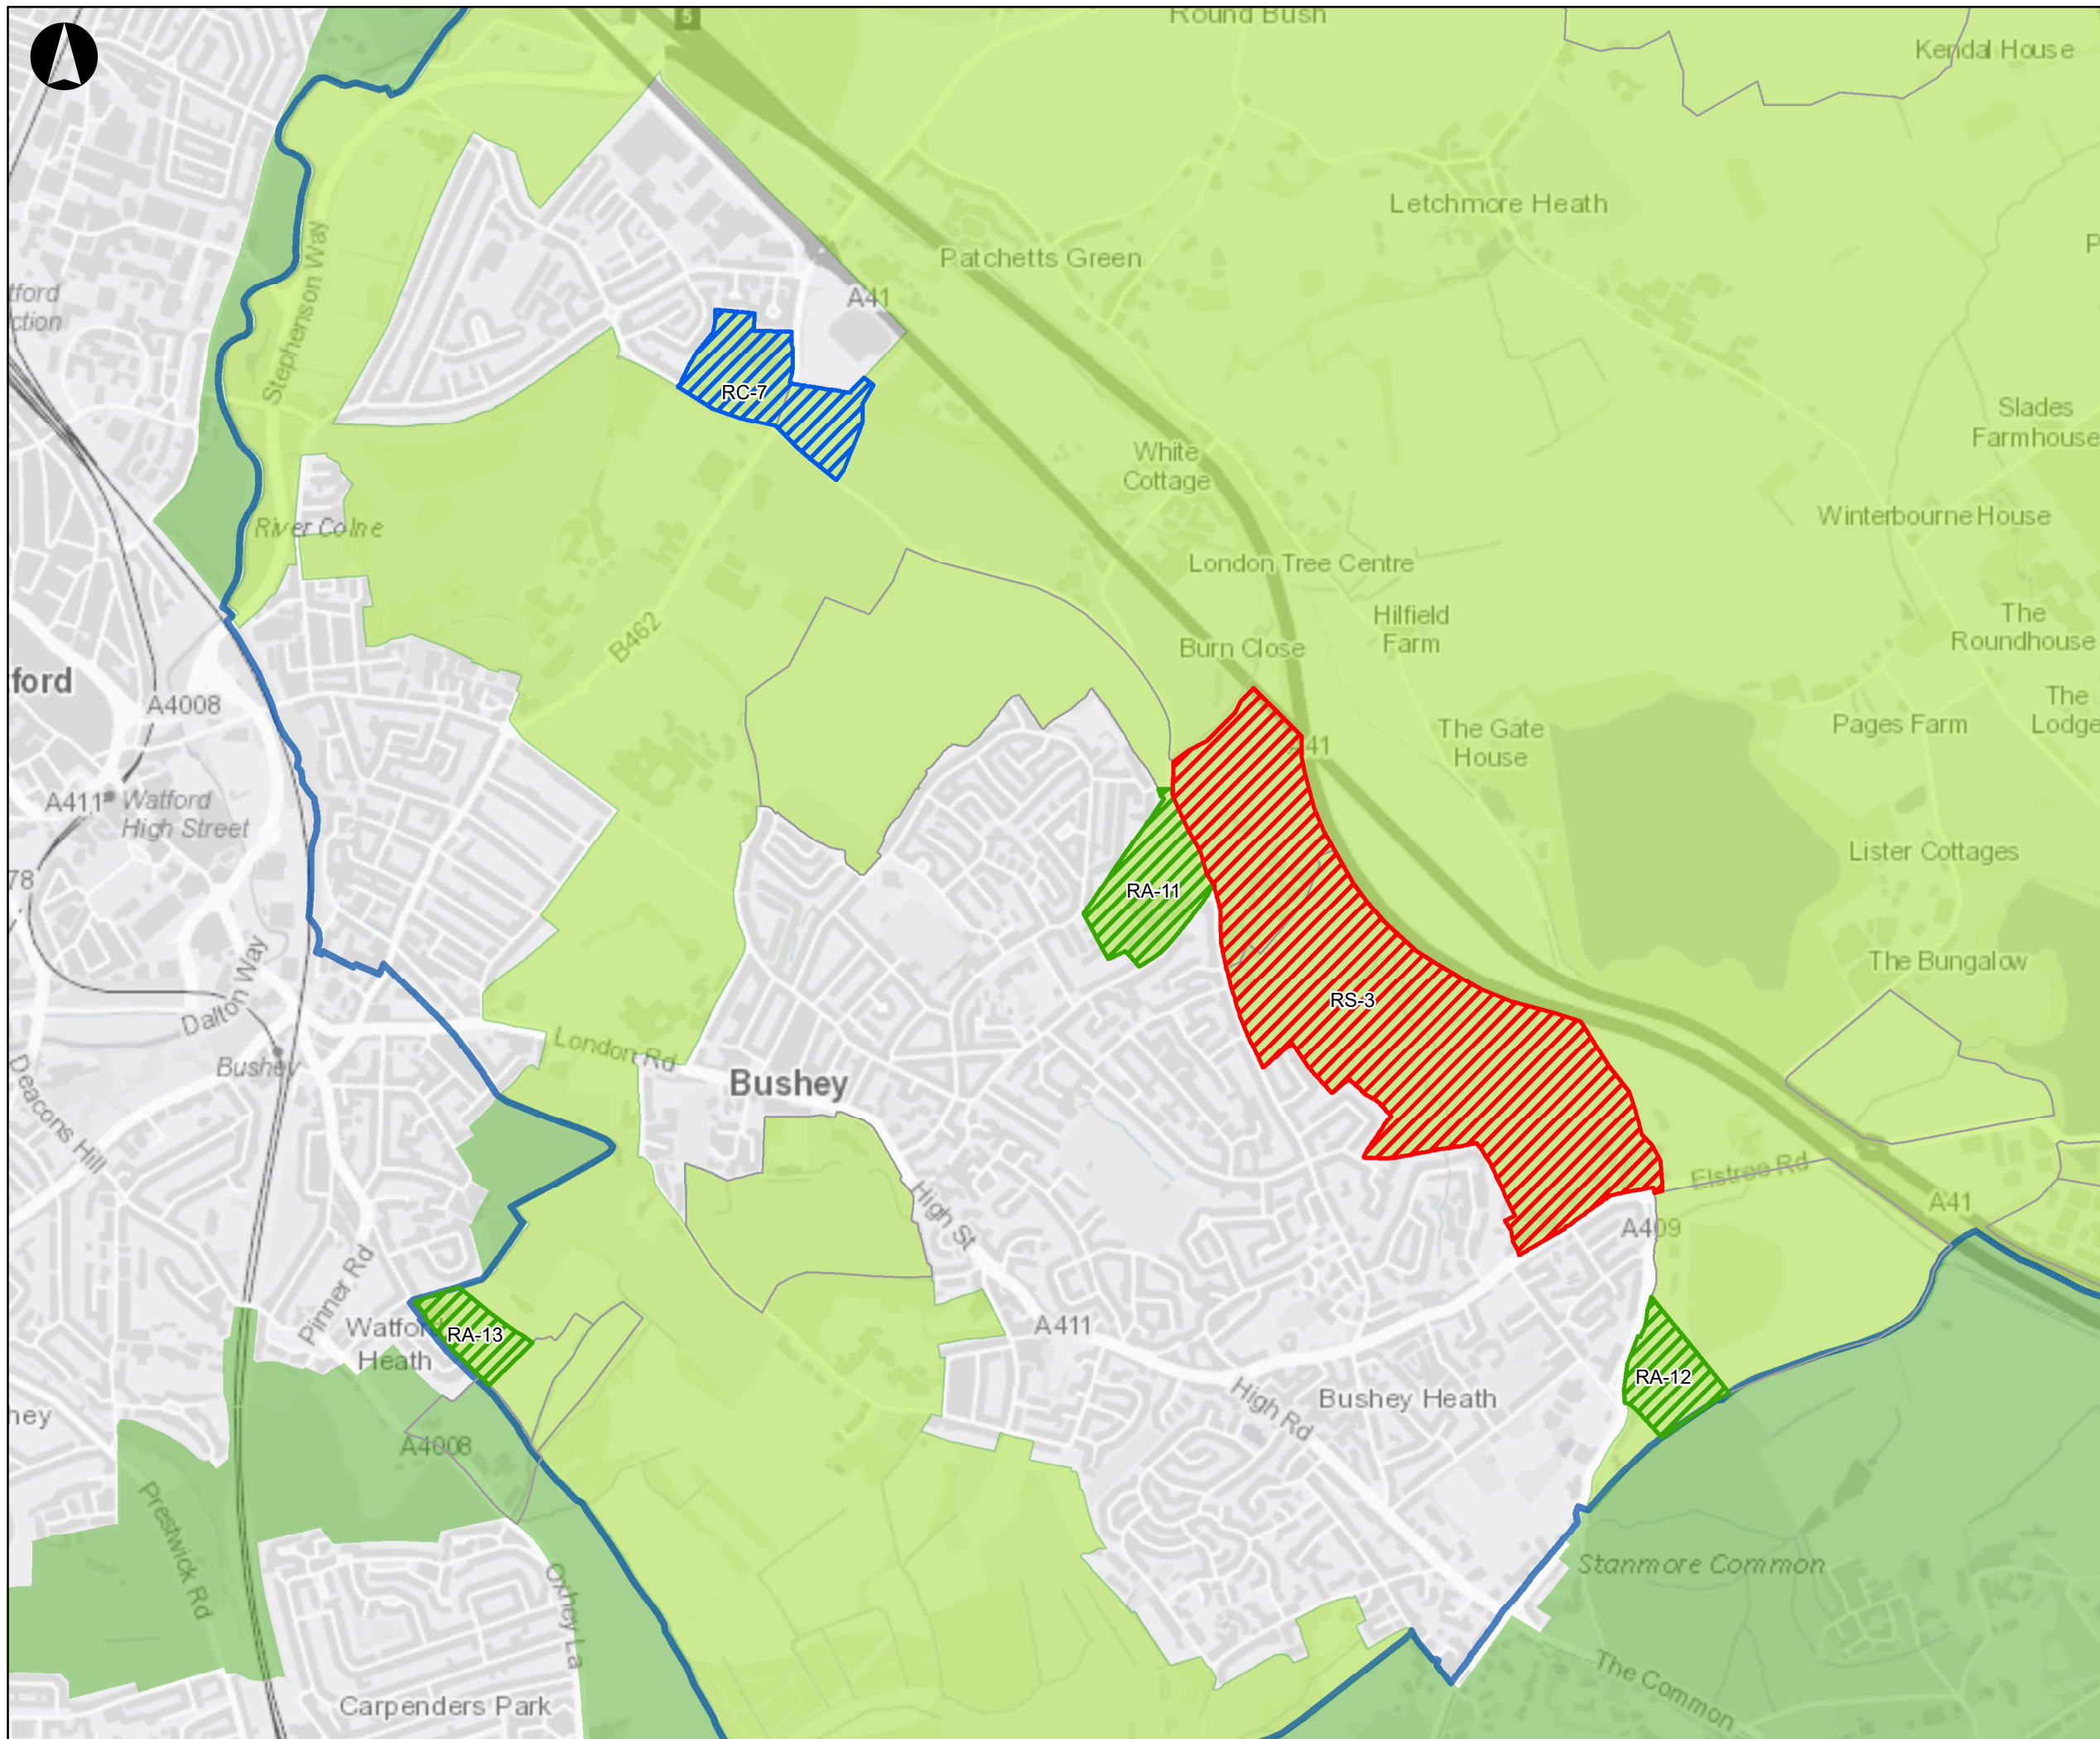 5
Round Bush
Kendal House
Letchmore Heath
Patchetts Green
A41
Stephenson Way
RC-7
Slades
Farmhouse
White
Cottage
Winterbourne House
River Colne
London Tree Centre
Hilfield
Farm
The
Roundhouse
B462
Burn Close
ford
A4008
The
Lodge
The Gate
House
Pages Farm
A41
A411
Watford
High Street
Lister Cottages
78
RA-11
The Bungalow
Dalton Way
RS-3
London Rd
Bushey
Bushey
Deacons Hill
Elstree Rd
High St
A41
A409
Pinner Rd
Watford
Heath
RA-13
A411
RA-12
High Rd
Bushey Heath
hey
A4008
Prestwick Rd
Stanmore Common
Oxhey La
The Common
Carpenders Park